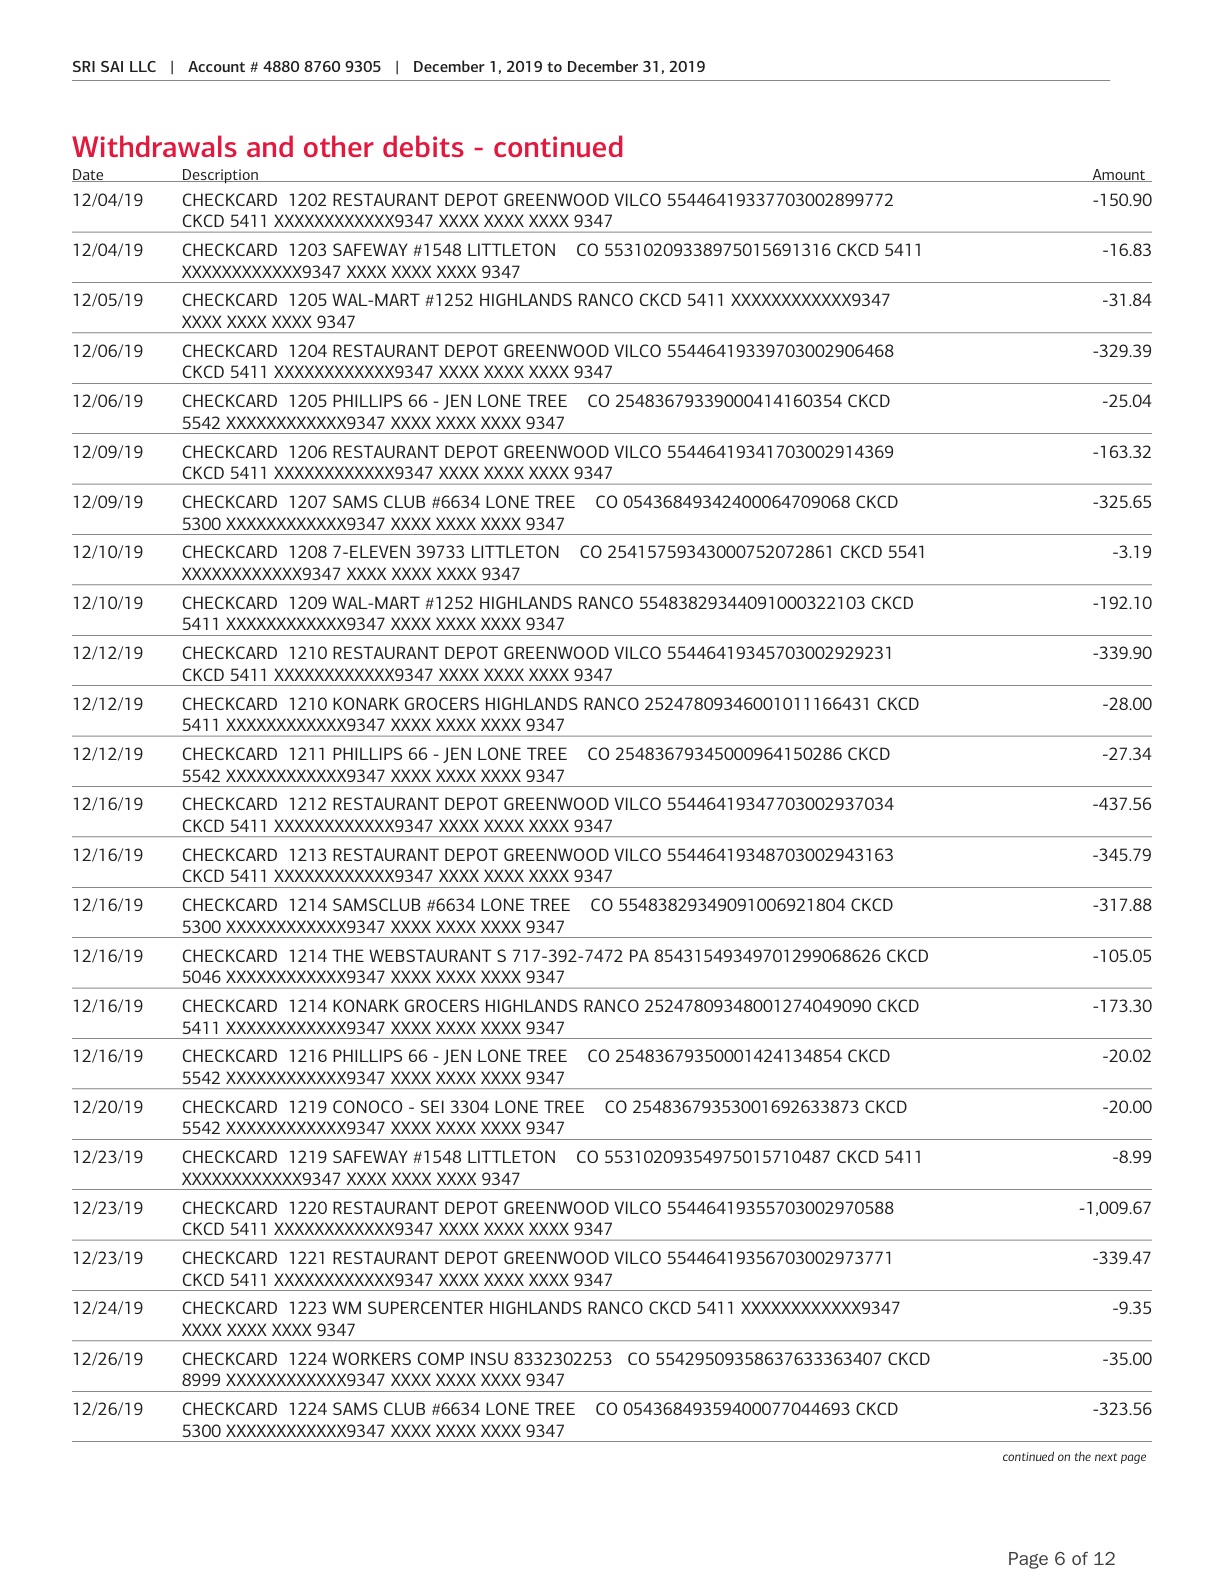 SRI SAI LLC | Account # 4880 8760 9305 | December 1, 2019 to December 31, 2019
Withdrawals and other debits - continued
Date Description Amount
12/04/19 CHECKCARD 1202 RESTAURANT DEPOT GREENWOOD VILCO 55446419337703002899772 -150.90
CKCD 5411 XXXXXXXXXXXX9347 XXXX XXXX XXXX 9347
12/04/19 CHECKCARD 1203 SAFEWAY #1548 LITTLETON CO 55310209338975015691316 CKCD 5411 -16.83
XXXXXXXXXXXX9347 XXXX XXXX XXXX 9347
12/05/19 CHECKCARD 1205 WAL-MART #1252 HIGHLANDS RANCO CKCD 5411 XXXXXXXXXXXX9347 -31.84
XXXX XXXX XXXX 9347
12/06/19 CHECKCARD 1204 RESTAURANT DEPOT GREENWOOD VILCO 55446419339703002906468 -329.39
CKCD 5411 XXXXXXXXXXXX9347 XXXX XXXX XXXX 9347
12/06/19 CHECKCARD 1205 PHILLIPS 66 - JEN LONE TREE CO 25483679339000414160354 CKCD -25.04
5542 XXXXXXXXXXXX9347 XXXX XXXX XXXX 9347
12/09/19 CHECKCARD 1206 RESTAURANT DEPOT GREENWOOD VILCO 55446419341703002914369 -163.32
CKCD 5411 XXXXXXXXXXXX9347 XXXX XXXX XXXX 9347
12/09/19 CHECKCARD 1207 SAMS CLUB #6634 LONE TREE CO 05436849342400064709068 CKCD -325.65
5300 XXXXXXXXXXXX9347 XXXX XXXX XXXX 9347
12/10/19 CHECKCARD 1208 7-ELEVEN 39733 LITTLETON CO 25415759343000752072861 CKCD 5541 -3.19
XXXXXXXXXXXX9347 XXXX XXXX XXXX 9347
12/10/19 CHECKCARD 1209 WAL-MART #1252 HIGHLANDS RANCO 55483829344091000322103 CKCD -192.10
5411 XXXXXXXXXXXX9347 XXXX XXXX XXXX 9347
12/12/19 CHECKCARD 1210 RESTAURANT DEPOT GREENWOOD VILCO 55446419345703002929231 -339.90
CKCD 5411 XXXXXXXXXXXX9347 XXXX XXXX XXXX 9347
12/12/19 CHECKCARD 1210 KONARK GROCERS HIGHLANDS RANCO 25247809346001011166431 CKCD -28.00
5411 XXXXXXXXXXXX9347 XXXX XXXX XXXX 9347
12/12/19 CHECKCARD 1211 PHILLIPS 66 - JEN LONE TREE CO 25483679345000964150286 CKCD -27.34
5542 XXXXXXXXXXXX9347 XXXX XXXX XXXX 9347
12/16/19 CHECKCARD 1212 RESTAURANT DEPOT GREENWOOD VILCO 55446419347703002937034 -437.56
CKCD 5411 XXXXXXXXXXXX9347 XXXX XXXX XXXX 9347
12/16/19 CHECKCARD 1213 RESTAURANT DEPOT GREENWOOD VILCO 55446419348703002943163 -345.79
CKCD 5411 XXXXXXXXXXXX9347 XXXX XXXX XXXX 9347
12/16/19 CHECKCARD 1214 SAMSCLUB #6634 LONE TREE CO 55483829349091006921804 CKCD -317.88
5300 XXXXXXXXXXXX9347 XXXX XXXX XXXX 9347
12/16/19 CHECKCARD 1214 THE WEBSTAURANT S 717-392-7472 PA 85431549349701299068626 CKCD -105.05
5046 XXXXXXXXXXXX9347 XXXX XXXX XXXX 9347
12/16/19 CHECKCARD 1214 KONARK GROCERS HIGHLANDS RANCO 25247809348001274049090 CKCD -173.30
5411 XXXXXXXXXXXX9347 XXXX XXXX XXXX 9347
12/16/19 CHECKCARD 1216 PHILLIPS 66 - JEN LONE TREE CO 25483679350001424134854 CKCD -20.02
5542 XXXXXXXXXXXX9347 XXXX XXXX XXXX 9347
12/20/19 CHECKCARD 1219 CONOCO - SEI 3304 LONE TREE CO 25483679353001692633873 CKCD -20.00
5542 XXXXXXXXXXXX9347 XXXX XXXX XXXX 9347
12/23/19 CHECKCARD 1219 SAFEWAY #1548 LITTLETON CO 55310209354975015710487 CKCD 5411 -8.99
XXXXXXXXXXXX9347 XXXX XXXX XXXX 9347
12/23/19 CHECKCARD 1220 RESTAURANT DEPOT GREENWOOD VILCO 55446419355703002970588 -1,009.67
CKCD 5411 XXXXXXXXXXXX9347 XXXX XXXX XXXX 9347
12/23/19 CHECKCARD 1221 RESTAURANT DEPOT GREENWOOD VILCO 55446419356703002973771 -339.47
CKCD 5411 XXXXXXXXXXXX9347 XXXX XXXX XXXX 9347
12/24/19 CHECKCARD 1223 WM SUPERCENTER HIGHLANDS RANCO CKCD 5411 XXXXXXXXXXXX9347 -9.35
XXXX XXXX XXXX 9347
12/26/19 CHECKCARD 1224 WORKERS COMP INSU 8332302253 CO 55429509358637633363407 CKCD -35.00
8999 XXXXXXXXXXXX9347 XXXX XXXX XXXX 9347
12/26/19 CHECKCARD 1224 SAMS CLUB #6634 LONE TREE CO 05436849359400077044693 CKCD -323.56
5300 XXXXXXXXXXXX9347 XXXX XXXX XXXX 9347
continued on the next page
Page 6 of 12